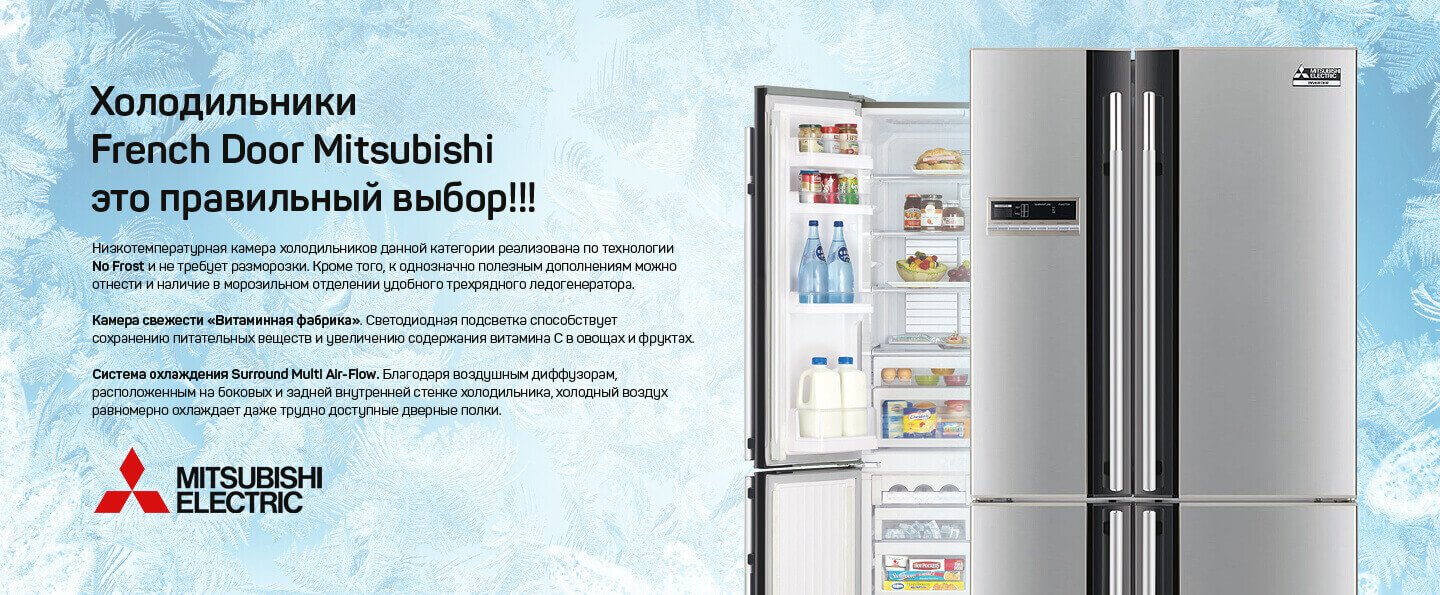 Холодильники
French Door Mitsubishi
это правильный выбор!!!
Низкотемпературная камера холодильников данной категории реализована по технологии
No Frost и не требует разморозки. Кроме того, к однозначно полезным дополнениям можно
отнести и наличие в морозильном отделении удобного трехрядного ледогенератора.
Камера свежести «Витаминная фабрика». Светодиодная подсветка способствует
сохранению питательных веществ и увеличению содержания витамина С в овощах и фруктах.
Система охлаждения Surround Multi Air-Flow. Благодаря воздушным диффузорам,
расположенным на боковых и задней внутренней стенке холодильника, холодный воздух
равномерно охлаждает даже трудно доступные дверные полки.
MITSUBISHI
ELECTRIC
MITSUBISHI
ELECTRIC
INVERTER
HOT POCKETS